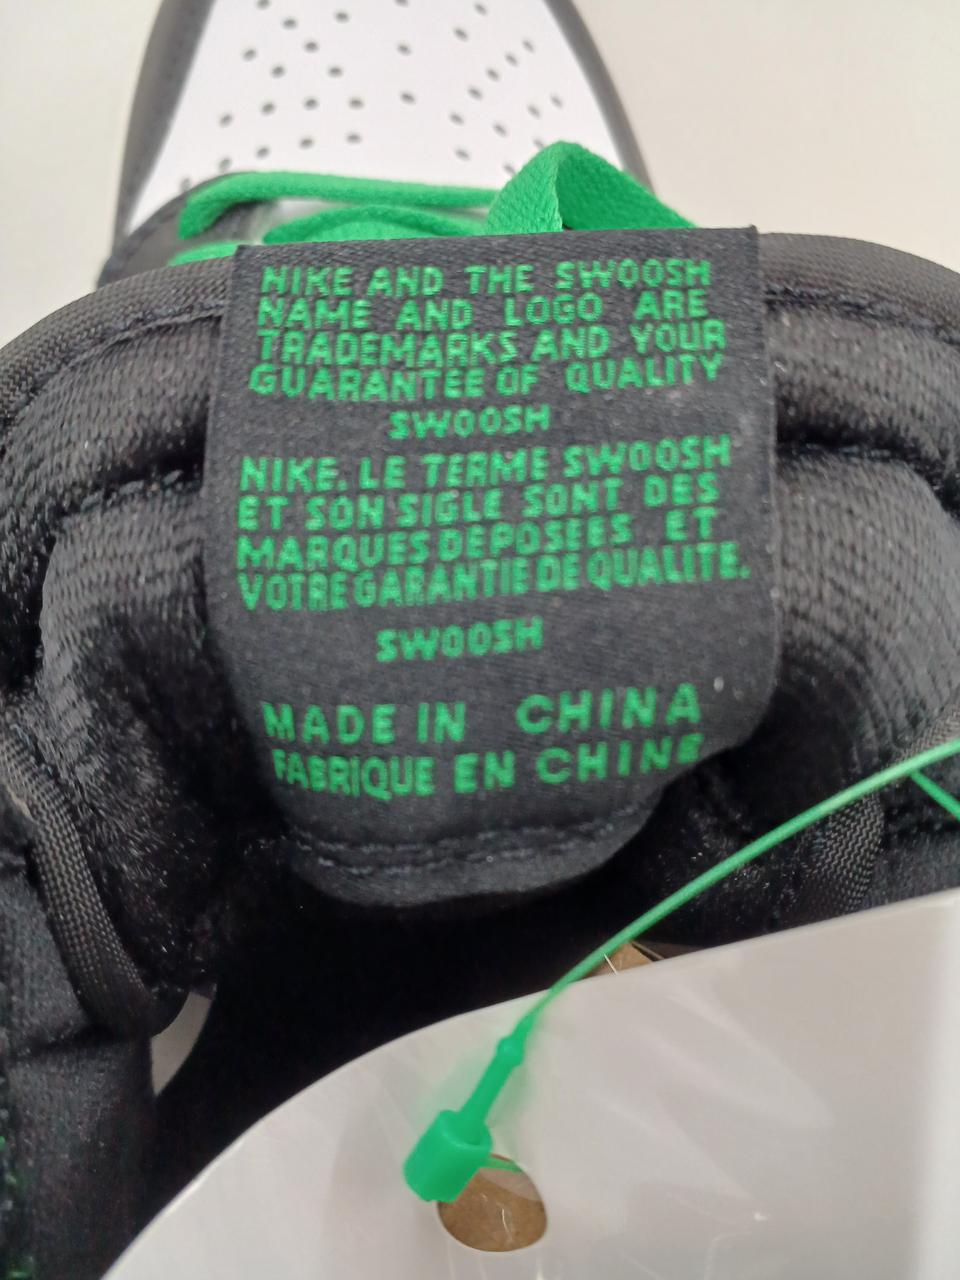 NIKE AND THE SWOOSH
NAME AND LOGO ARE
TRADEMARKS AND YOUR
GUARANTEE OF QUALITY
SWOOSH
NIKE. LE TERME SWOOSH
ET SON SIGLE SONT DES
MARQUES DEPOSEES ET
VOTRE GARANTIE DE QUALITE.
SWOOSH
MADE IN CHINA
FABRIQUE EN CHINE